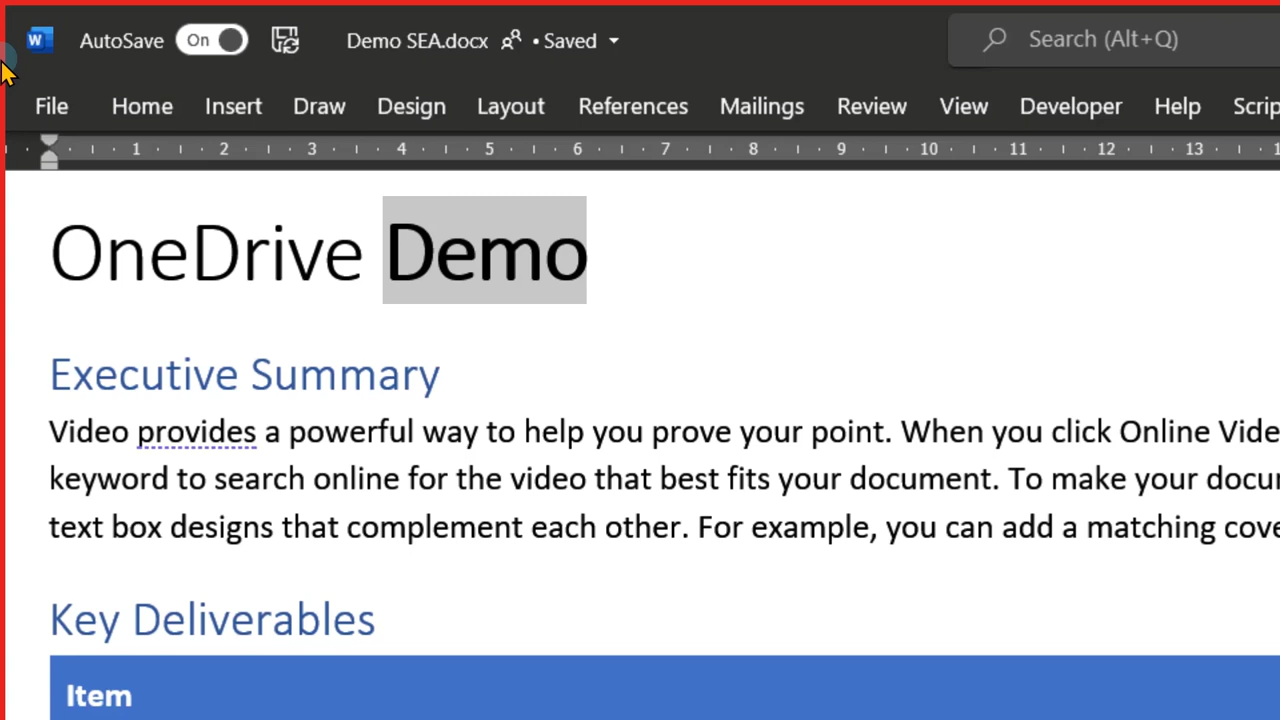 W AutoSave On Demo SEA.docx • Saved Search (Alt+Q)
File Home Insert Draw Design Layout References Mailings Review View Developer Help Scrip
1 2 3 4 5 6 7 8 9 10 11 12 13
OneDrive Demo
Executive Summary
Video provides a powerful way to help you prove your point. When you click Online Vide
keyword to search online for the video that best fits your document. To make your docu
text box designs that complement each other. For example, you can add a matching cove
Key Deliverables
Item